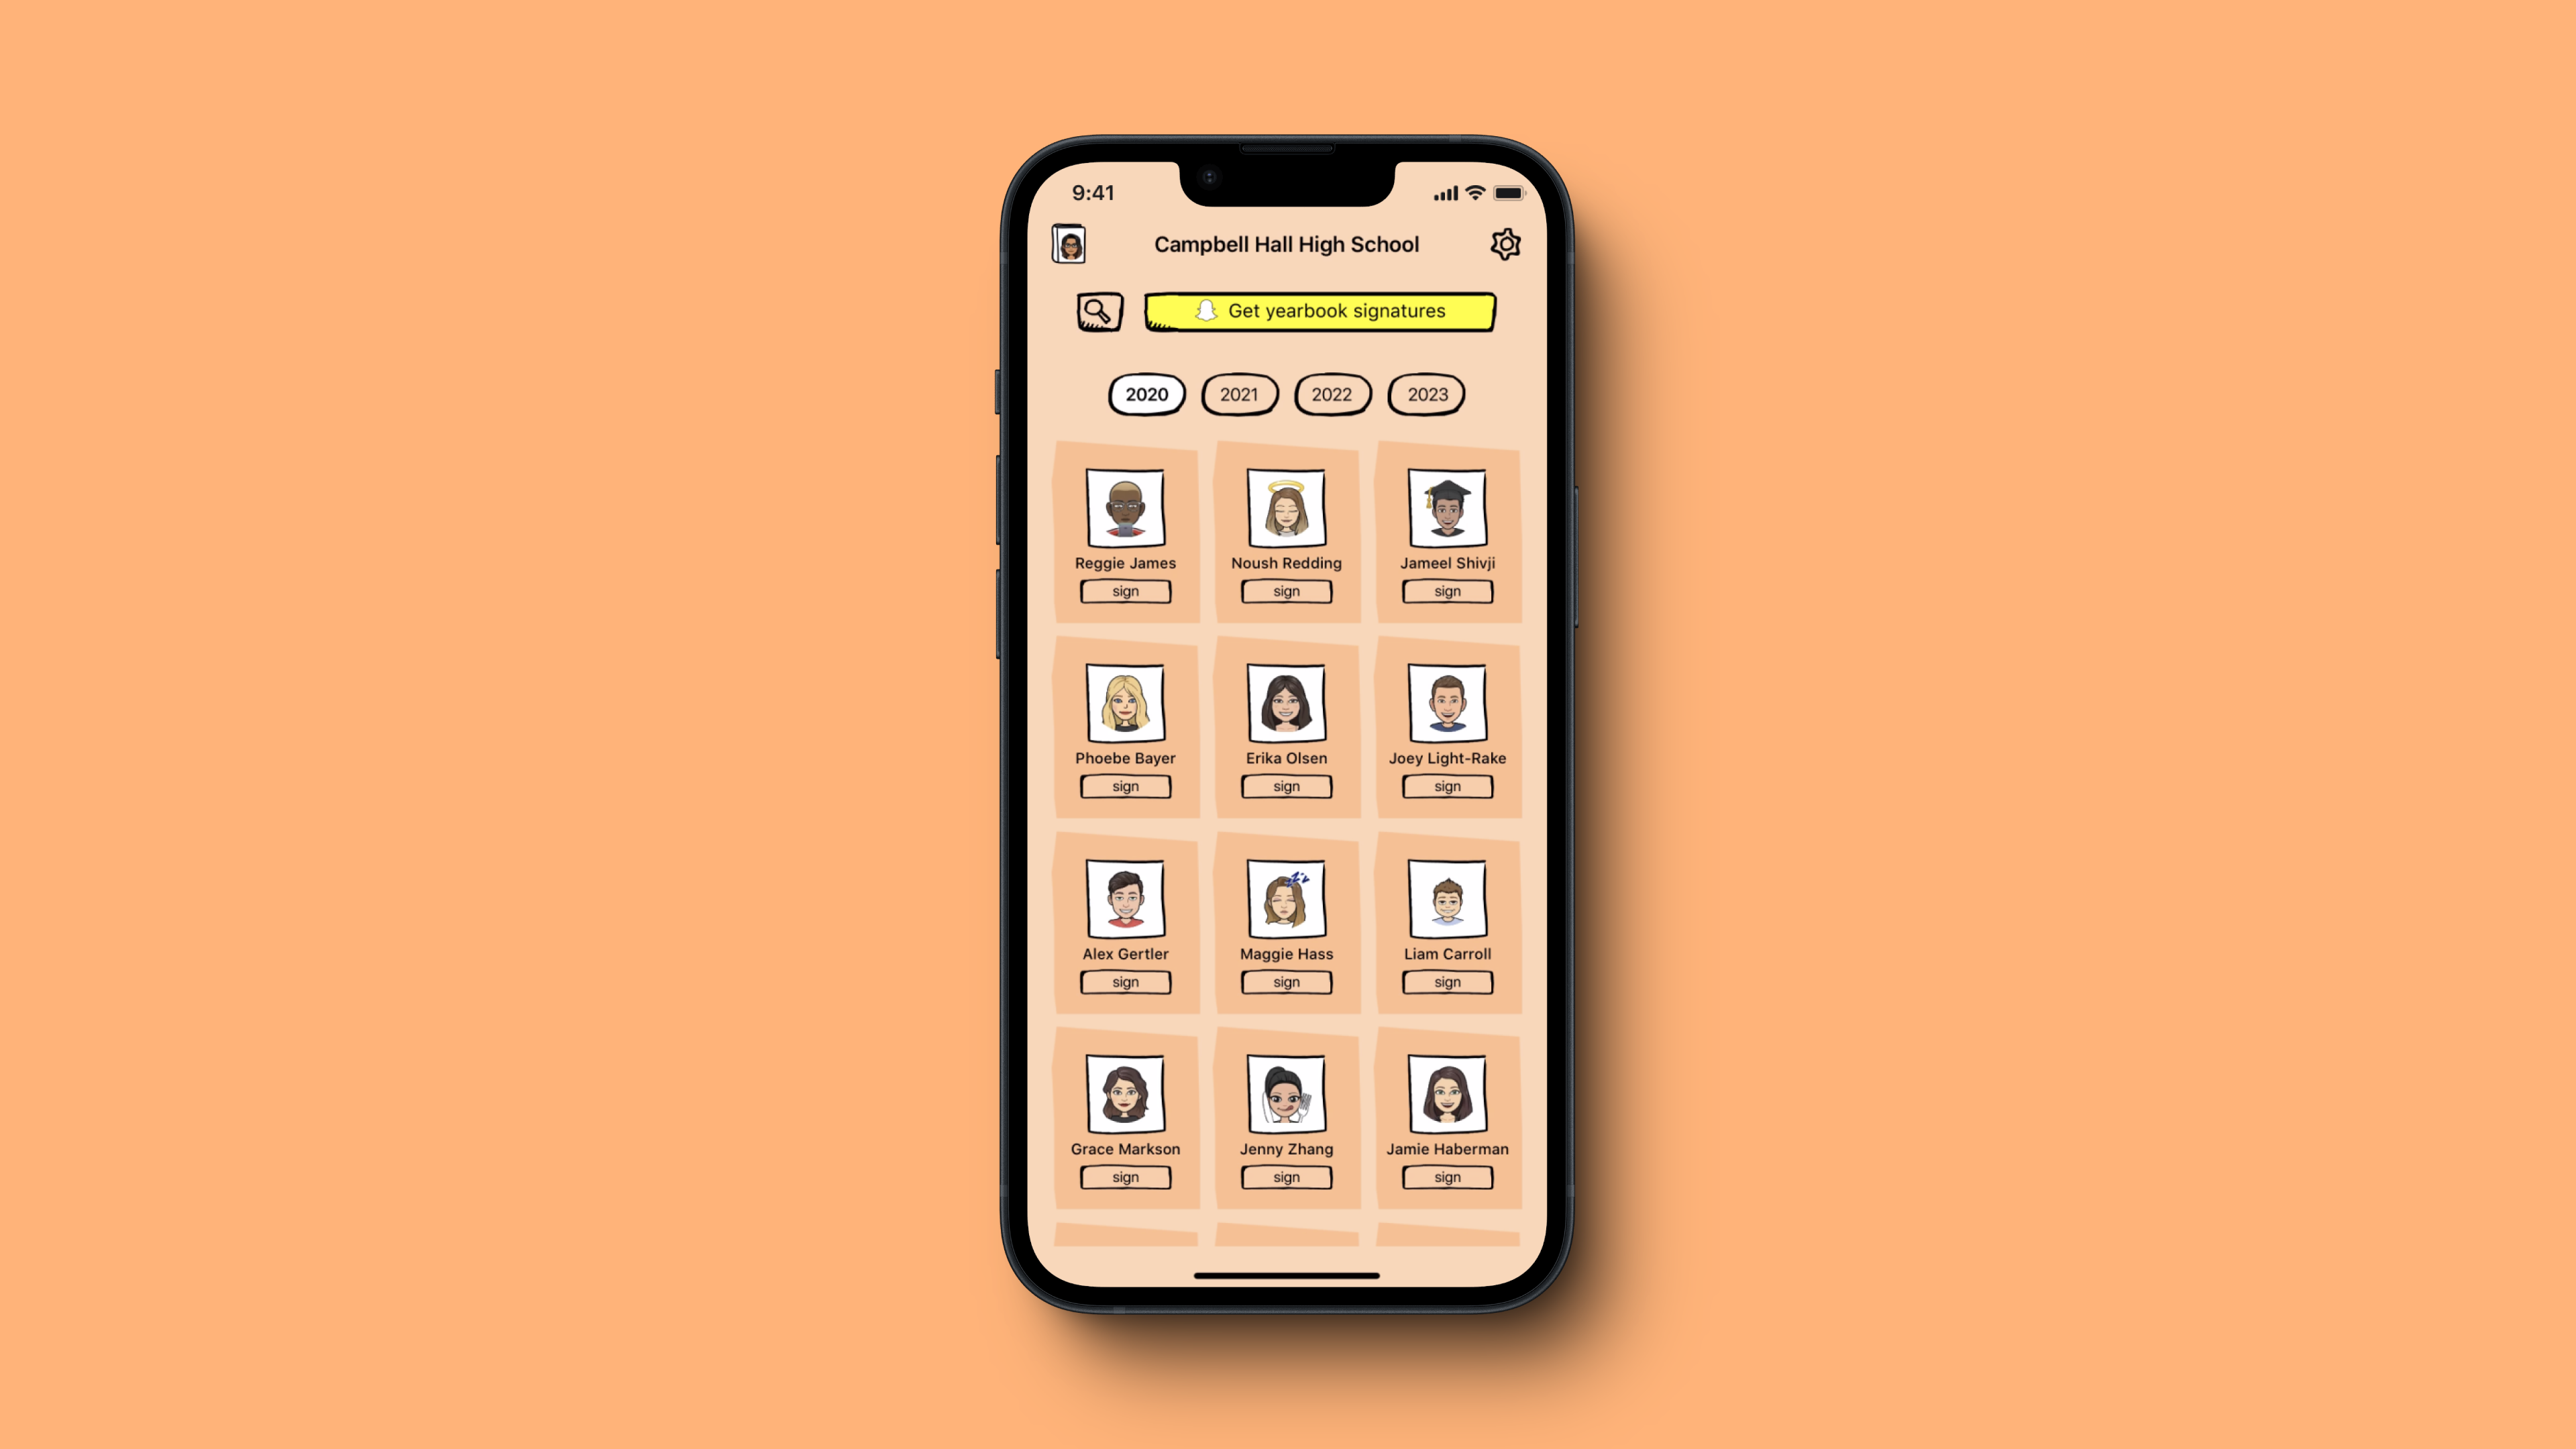 9:41
Campbell Hall High School
Get yearbook signatures
2020 2021 2022 2023
Reggie James Noush Redding Jameel Shivji
sign sign sign
Phoebe Bayer Erika Olsen Joey Light-Rake
sign sign sign
Alex Gertler Maggie Hass Liam Carroll
sign sign sign
Grace Markson Jenny Zhang Jamie Haberman
sign sign sign